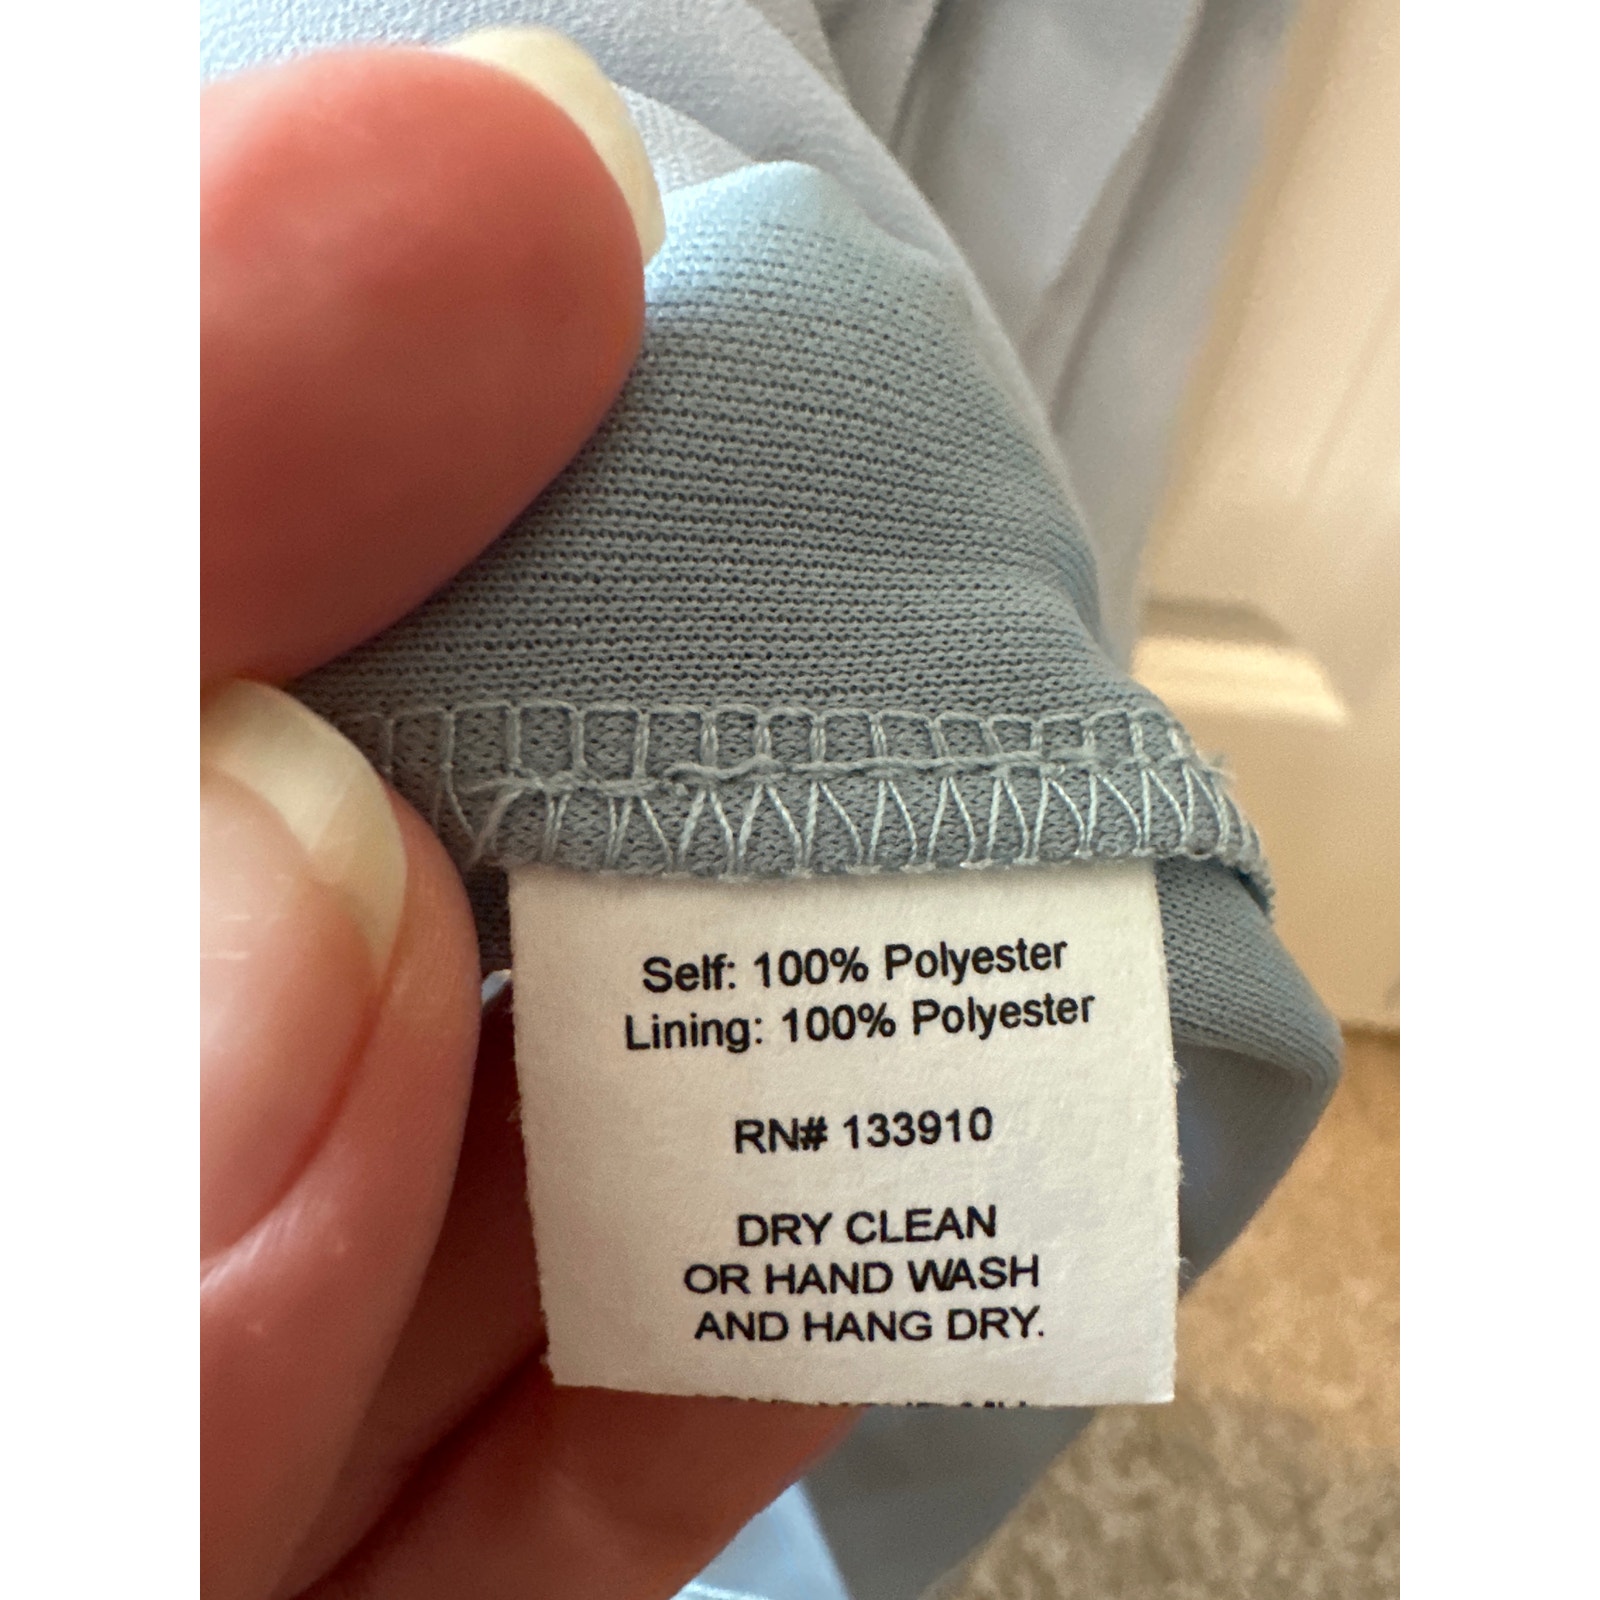 Self: 100% Polyester
Lining: 100% Polyester
RN# 133910
DRY CLEAN
OR HAND WASH
AND HANG DRY.